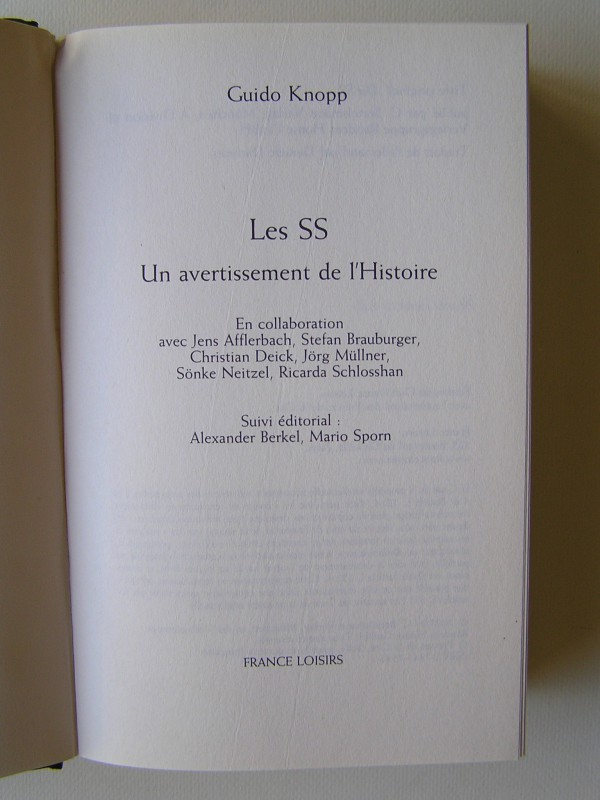 Guido Knopp
Les SS
Un avertissement de l'Histoire
En collaboration
avec Jens Afflerbach, Stefan Brauburger,
Christian Deick, Jörg Müllner,
Sönke Neitzel, Ricarda Schlosshan
Suivi éditorial :
Alexander Berkel, Mario Sporn
FRANCE LOISIRS